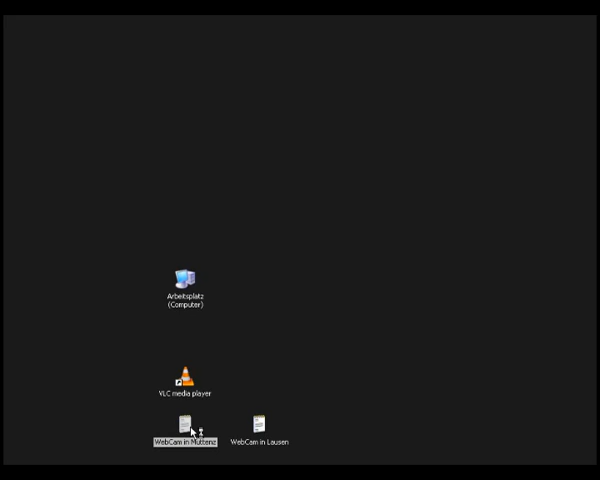 Arbeitsplatz
(Computer)
VLC media player
WebCam in Muttenz
WebCam in Lausen